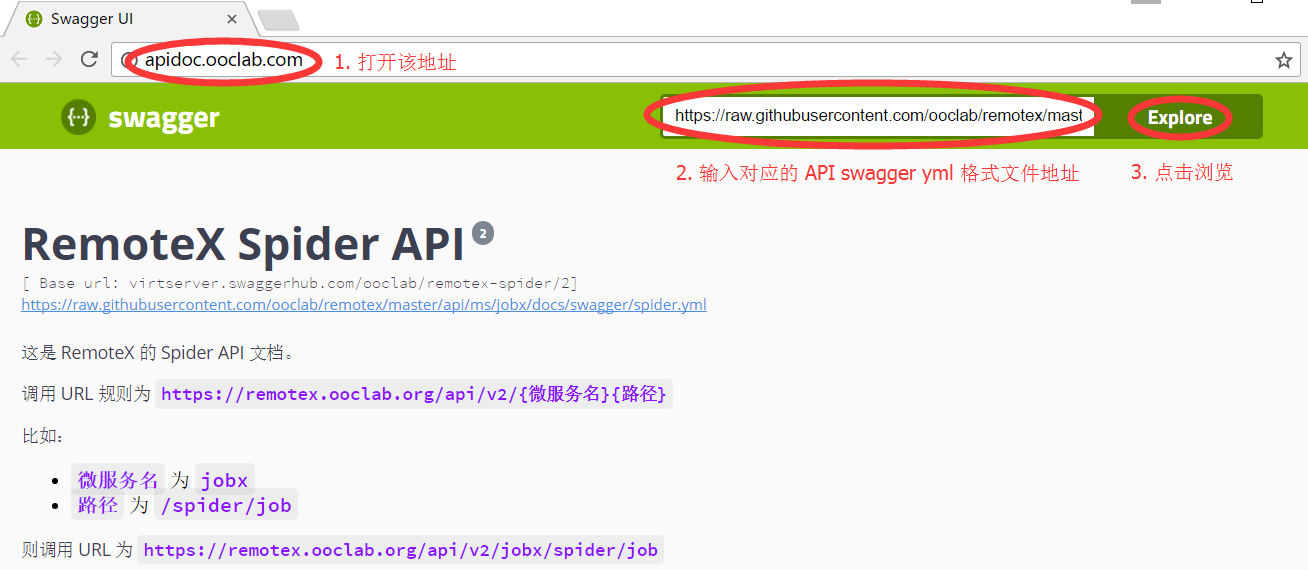 Swagger UI
apidoc.ooclab.com
1. 打开该地址
swagger
https://raw.githubusercontent.com/ooclab/remotex/mast
Explore
2. 输入对应的 API swagger yml 格式文件地址
3. 点击浏览
RemoteX Spider API 2
[ Base url: virtserver.swaggerhub.com/ooclab/remotex-spider/2]
https://raw.githubusercontent.com/ooclab/remotex/master/api/ms/jobx/docs/swagger/spider.yml
这是 RemoteX 的 Spider API 文档。
调用 URL 规则为 https://remotex.ooclab.org/api/v2/{微服务名}{路径}
比如:
微服务名 为 jobx
路径 为 /spider/job
则调用 URL 为 https://remotex.ooclab.org/api/v2/jobx/spider/job